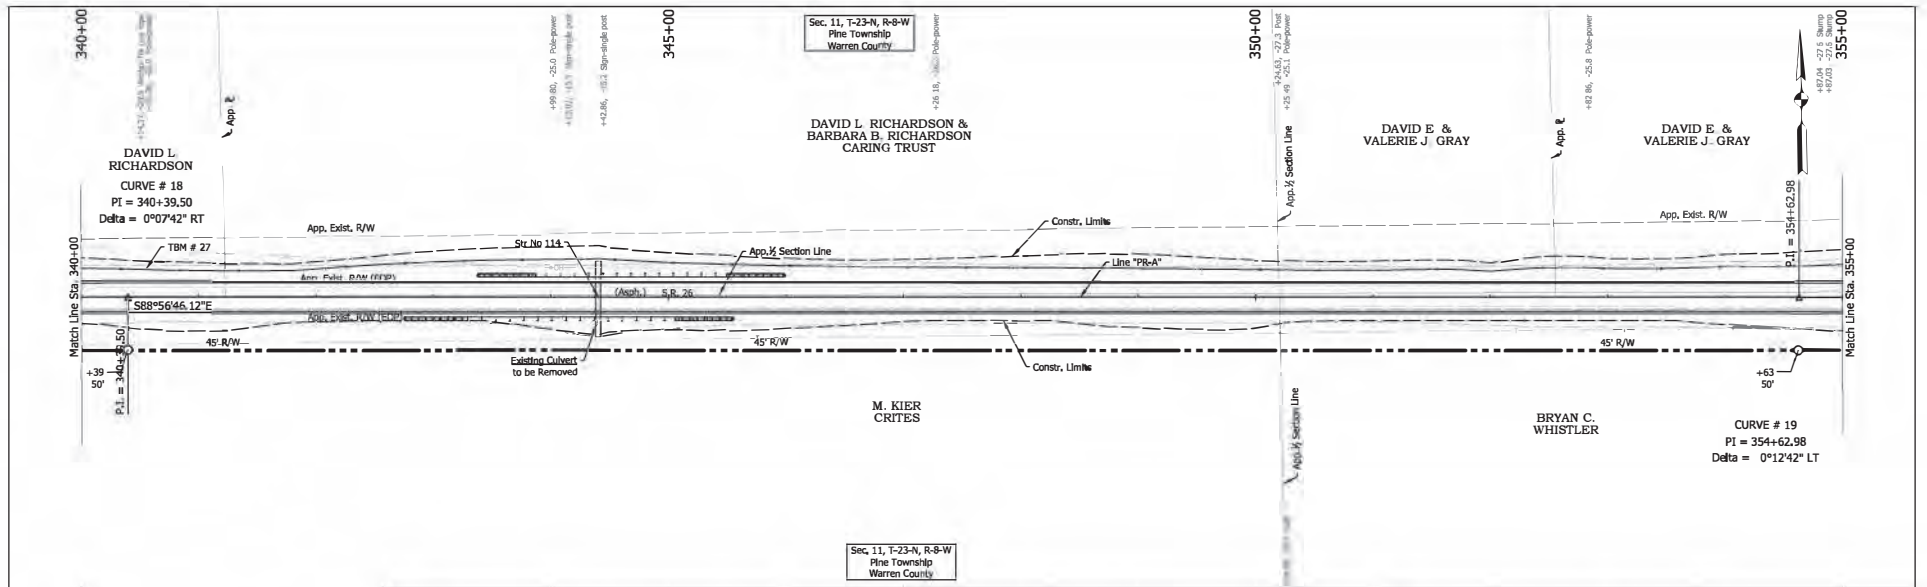 340+00
345+00
350+00
355+00
Sec. 11, T-23-N, R-8-W
Pine Township
Warren County
+99.80, -25.0 Pole-power
+42.86, Sign-single post
+26.18, Pole-power
+24.63, -27.3 Post
+25.49 -25.1 Pole-power
+82.86, -25.8 Pole-power
+87.04 -27.5 Stump
+87.03 -27.5 Stump
App. ⅊
App. ½ Section Line
App. ⅊
DAVID L
RICHARDSON
DAVID L RICHARDSON &
BARBARA B. RICHARDSON
CARING TRUST
DAVID E &
VALERIE J. GRAY
DAVID E &
VALERIE J. GRAY
CURVE # 18
PI = 340+39.50
Delta = 0°07'42" RT
App. Exist. R/W
Constr. Limits
App. Exist. R/W
P.I. = 354+62.98
TBM # 27
Str No 114
App. ½ Section Line
Line "PR-A"
App. Exist. R/W (EOP)
(Asph.) S.R. 26
S88°56'46.12"E
App. Exist. R/W (EOP)
Match Line Sta. 340+00
Match Line Sta. 355+00
45' R/W
45' R/W
45' R/W
Existing Culvert
to be Removed
Constr. Limits
+39
50'
P.I. = 340+39.50
+63
50'
M. KIER
CRITES
App. ½ Section Line
BRYAN C.
WHISTLER
CURVE # 19
PI = 354+62.98
Delta = 0°12'42" LT
Sec. 11, T-23-N, R-8-W
Pine Township
Warren County